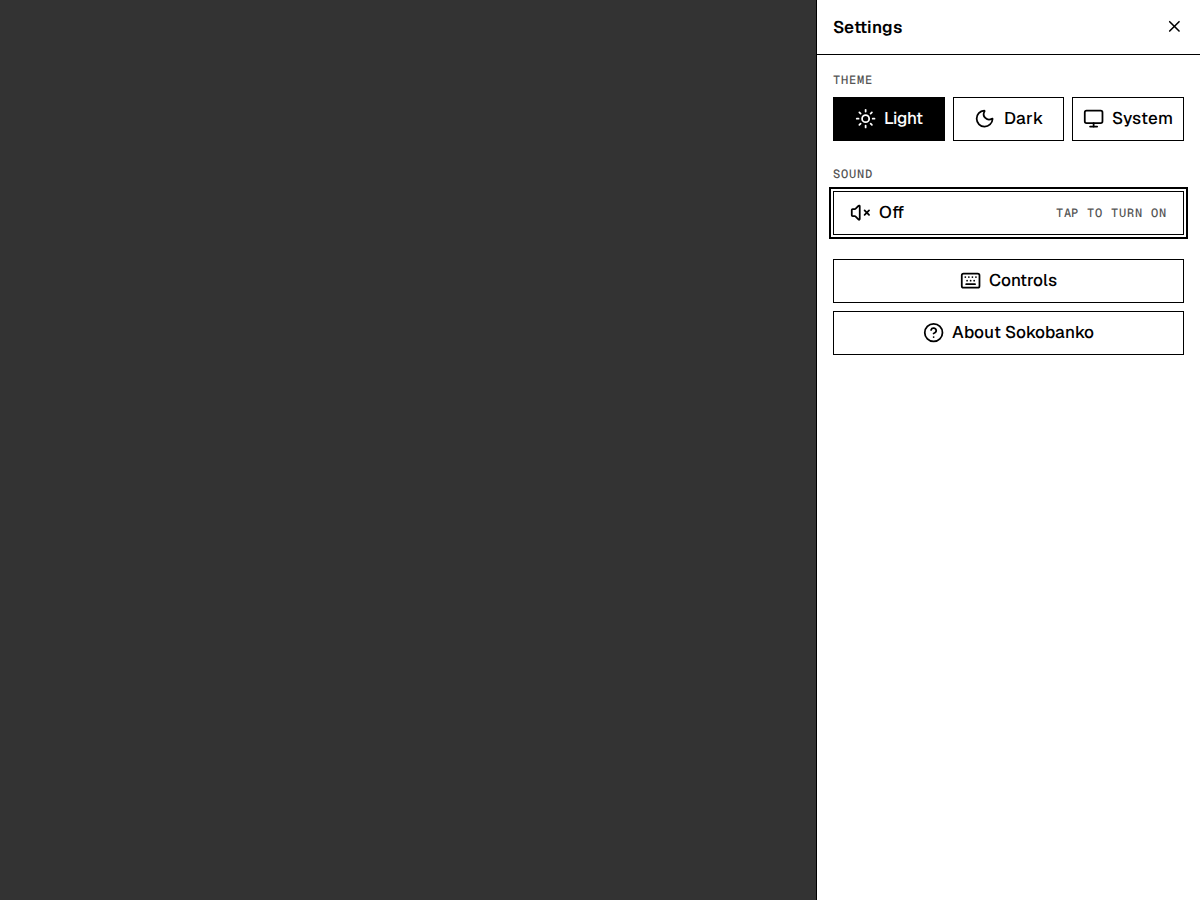 Settings
THEME
Light
Dark
System
SOUND
Off
TAP TO TURN ON
Controls
About Sokobanko